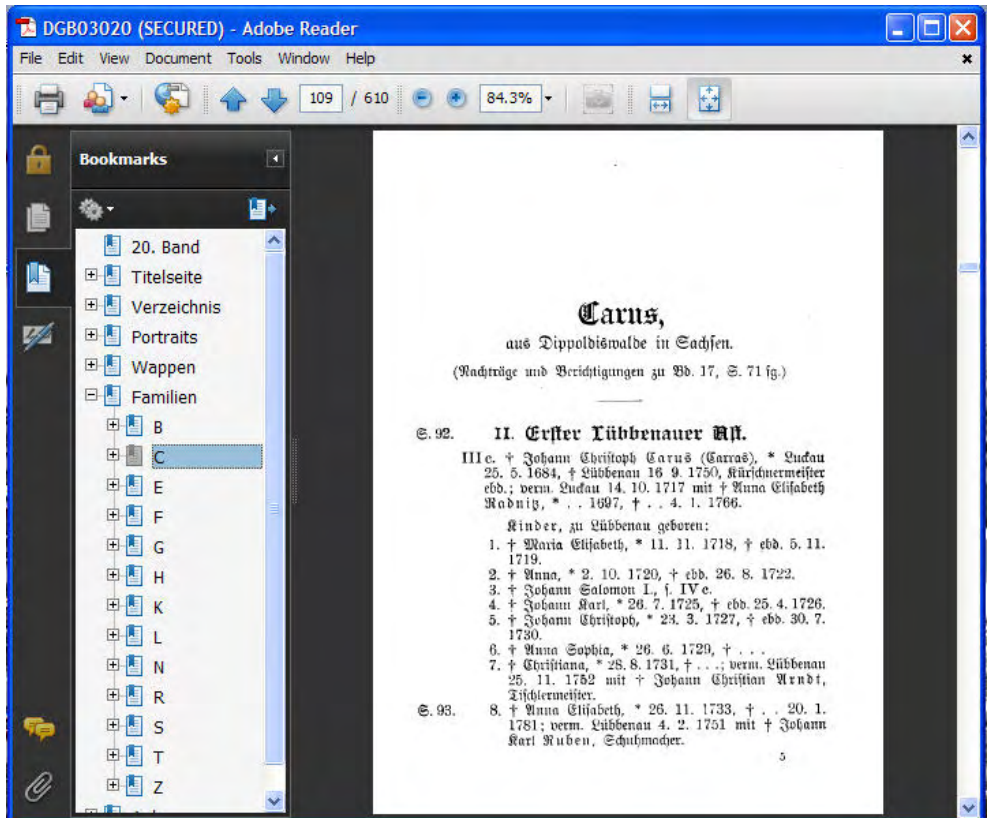 DGB03020 (SECURED) - Adobe Reader
File Edit View Document Tools Window Help
109 / 610 84.3%
Bookmarks
20. Band
Titelseite
Verzeichnis
Portraits
Wappen
Familien
B
C
E
F
G
H
K
L
N
R
S
T
Z
Carus,
aus Dippoldiswalde in Sachsen.
(Nachträge und Berichtigungen zu Bd. 17, S. 71 fg.)
S. 92. II. Erster Lübbenauer Ast.
III c. † Johann Christoph Carus (Carras), * Luckau
25. 5. 1684, † Lübbenau 16 9. 1750, Kürschnermeister
ebd.; verm. Luckau 14. 10. 1717 mit † Anna Elisabeth
Radnitz, * . . 1697, † . . 4. 1. 1766.
Kinder, zu Lübbenau geboren:
1. † Maria Elisabeth, * 11. 11. 1718, † ebd. 5. 11.
1719.
2. † Anna, * 2. 10. 1720, † ebd. 26. 8. 1722.
3. † Johann Salomon I., s. IV c.
4. † Johann Karl, * 26. 7. 1725, † ebd. 25. 4. 1726.
5. † Johann Christoph, * 23. 3. 1727, † ebd. 30. 7.
1730.
6. † Anna Sophia, * 26. 6. 1729, † . . .
7. † Christiana, * 28. 8. 1731, † . . .; verm. Lübbenau
25. 11. 1752 mit † Johann Christian Arndt,
Tischlermeister.
S. 93. 8. † Anna Elisabeth, * 26. 11. 1733, † . . 20. 1.
1781; verm. Lübbenau 4. 2. 1751 mit † Johann
Karl Ruben, Schuhmacher.
5